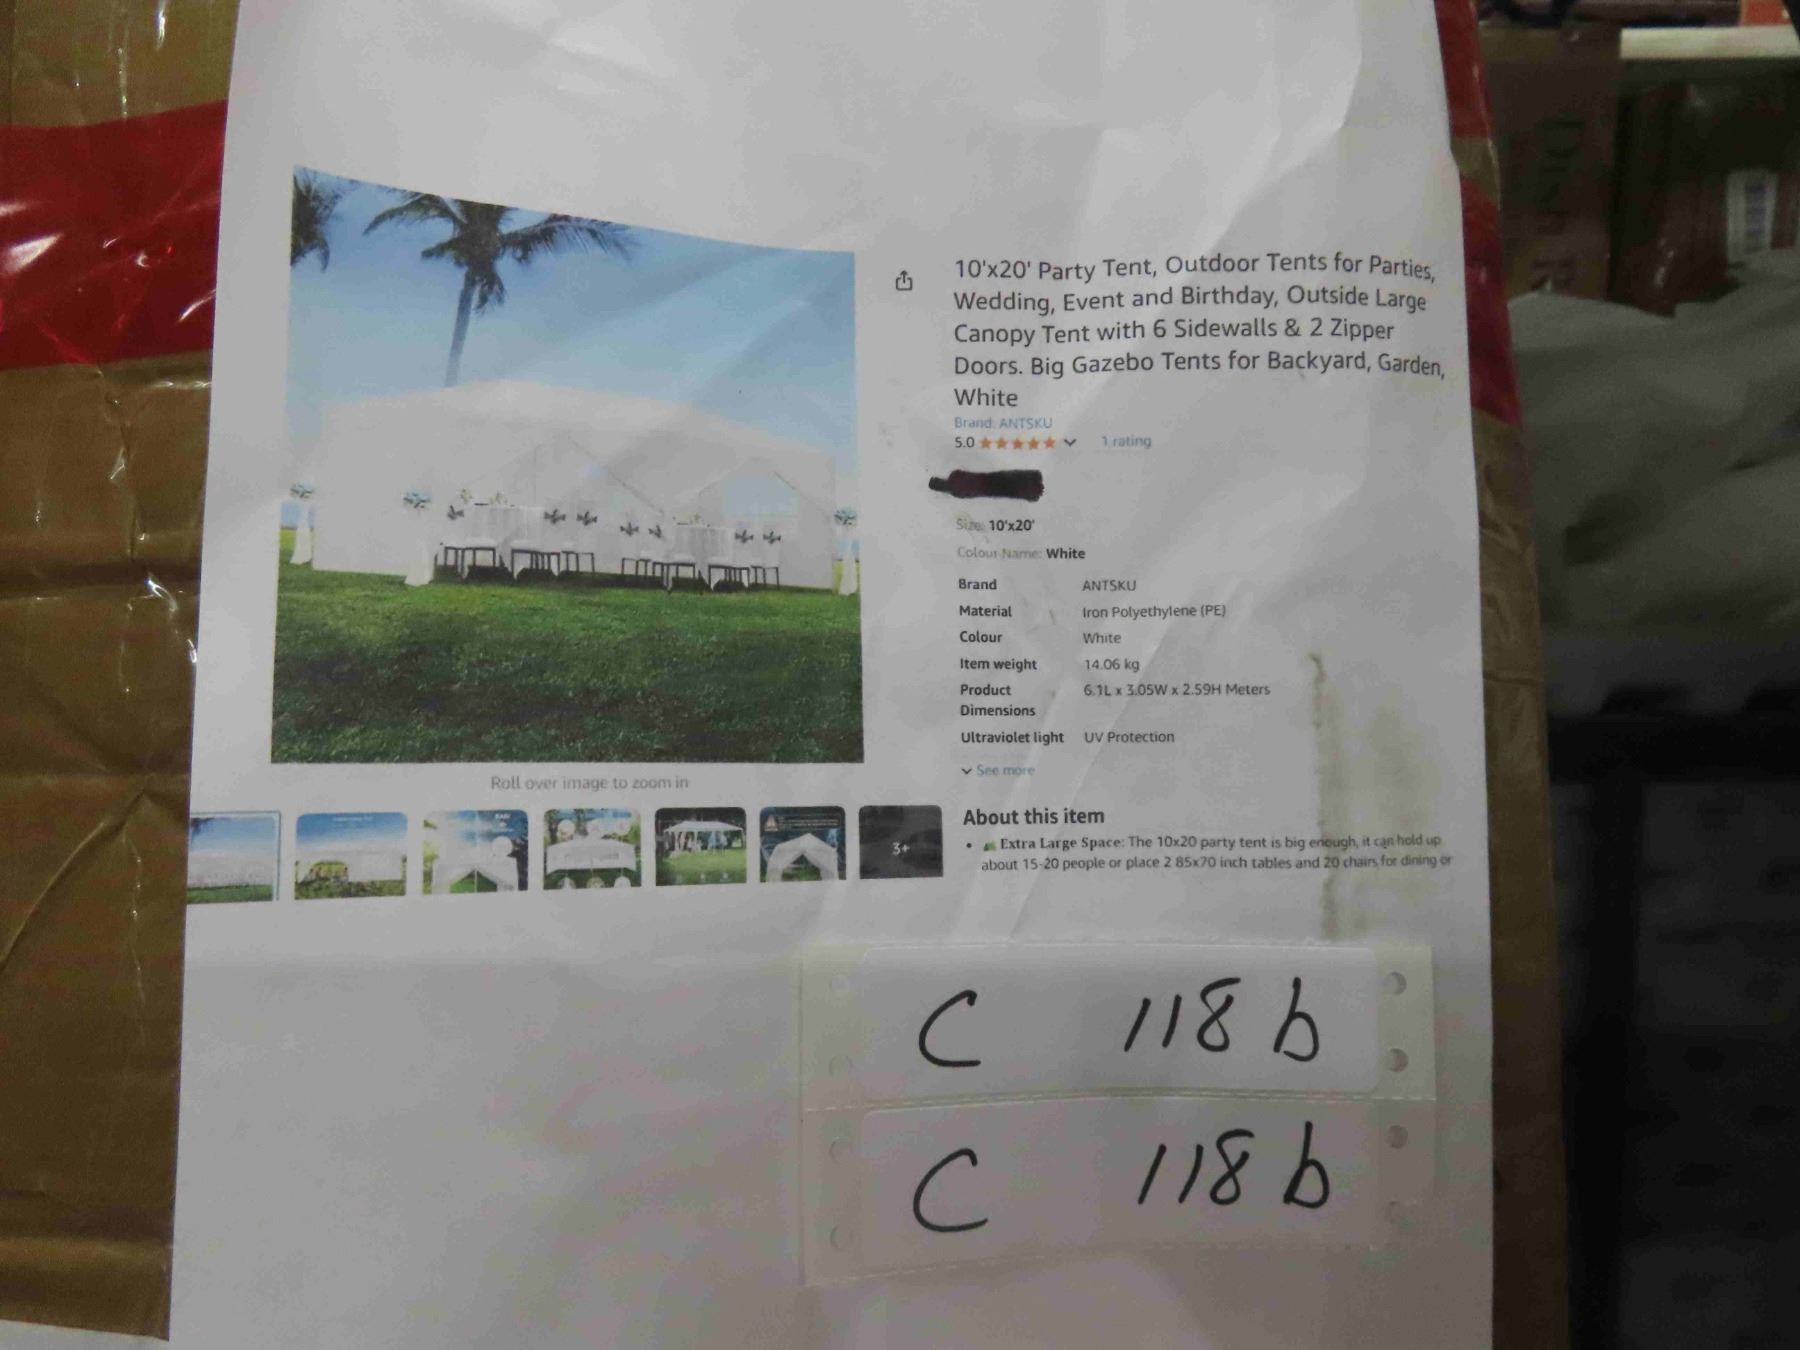 10'x20' Party Tent, Outdoor Tents for Parties,
Wedding, Event and Birthday, Outside Large
Canopy Tent with 6 Sidewalls & 2 Zipper
Doors. Big Gazebo Tents for Backyard, Garden,
White
Brand: ANTSKU
5.0 1 rating
Size: 10'x20'
Colour Name: White
Brand ANTSKU
Material Iron Polyethylene (PE)
Colour White
Item weight 14.06 kg
Product Dimensions 6.1L x 3.05W x 2.59H Meters
Ultraviolet light UV Protection
See more
Roll over image to zoom in
3+
About this item
• Extra Large Space: The 10x20 party tent is big enough, it can hold up
about 15-20 people or place 2 85x70 inch tables and 20 chairs for dining or
C 118 b
C 118 b